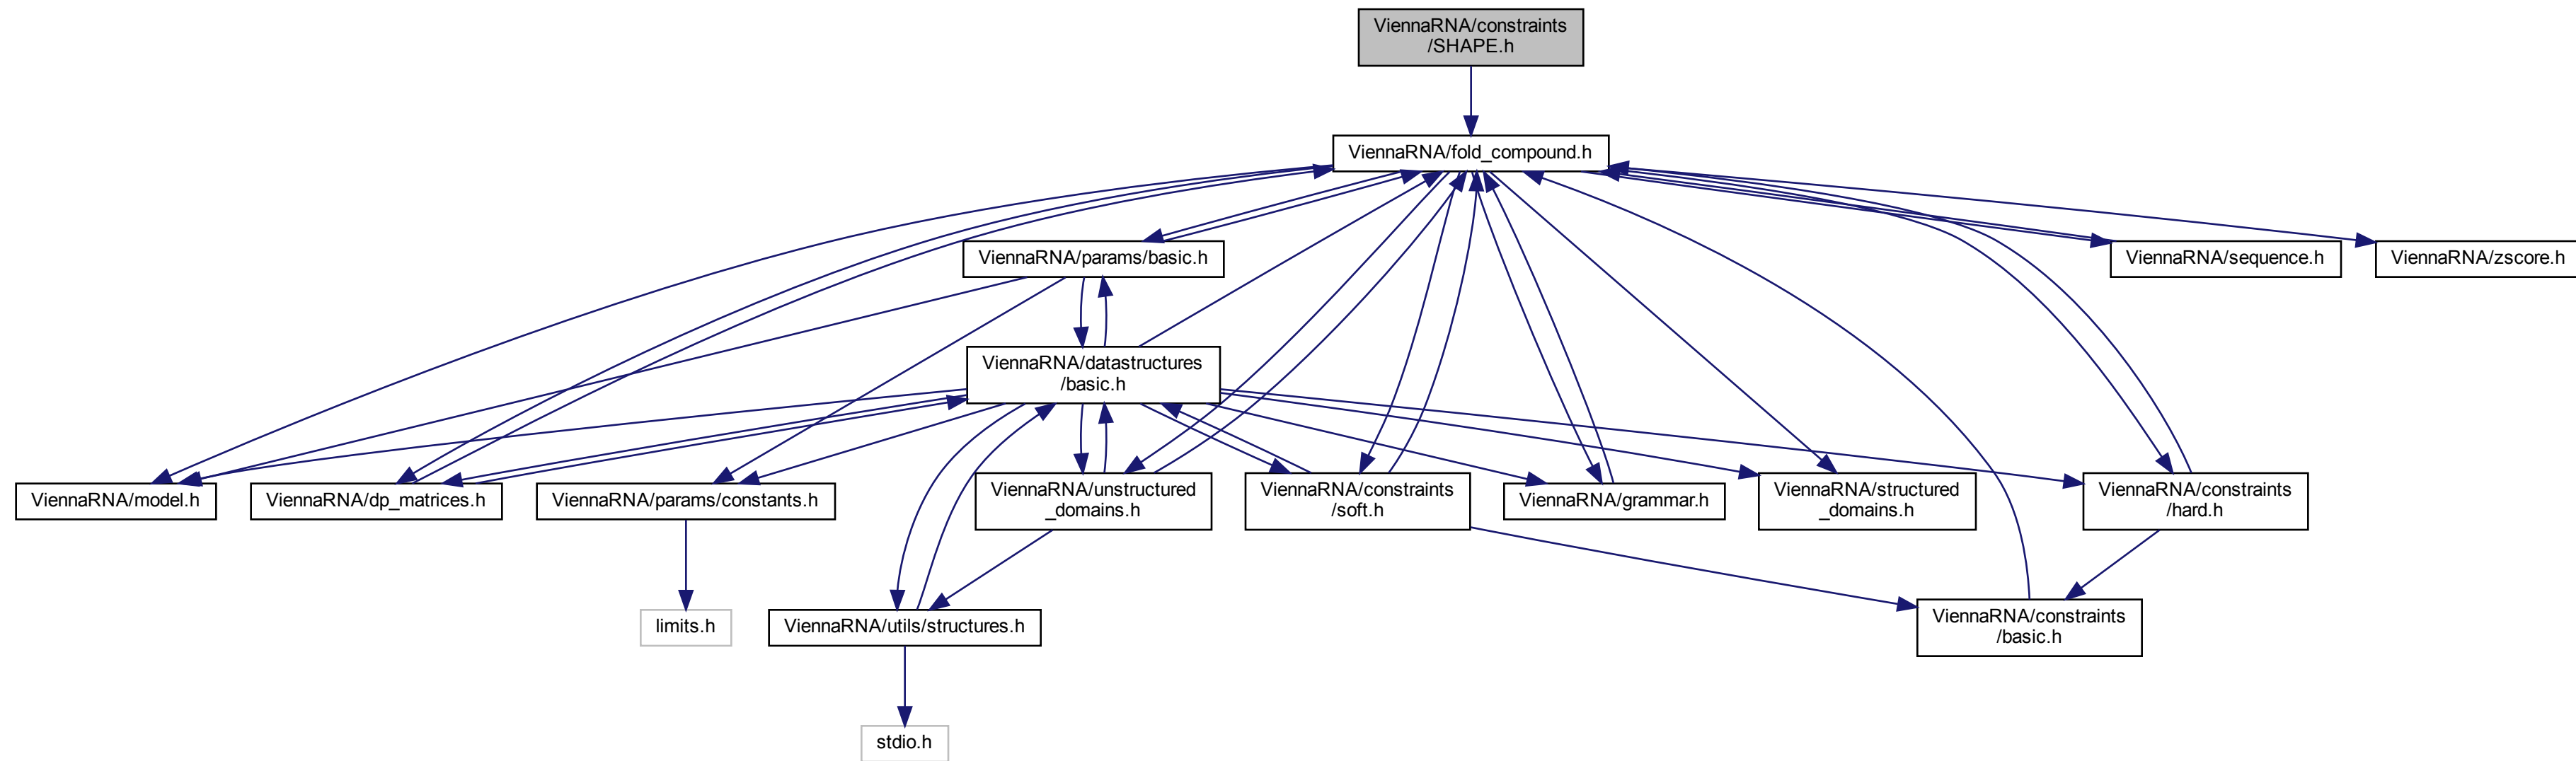 ViennaRNA/constraints
/SHAPE.h
ViennaRNA/fold_compound.h
ViennaRNA/params/basic.h
ViennaRNA/sequence.h
ViennaRNA/zscore.h
ViennaRNA/datastructures
/basic.h
ViennaRNA/model.h
ViennaRNA/dp_matrices.h
ViennaRNA/params/constants.h
ViennaRNA/unstructured
_domains.h
ViennaRNA/constraints
/soft.h
ViennaRNA/grammar.h
ViennaRNA/structured
_domains.h
ViennaRNA/constraints
/hard.h
limits.h
ViennaRNA/utils/structures.h
ViennaRNA/constraints
/basic.h
stdio.h